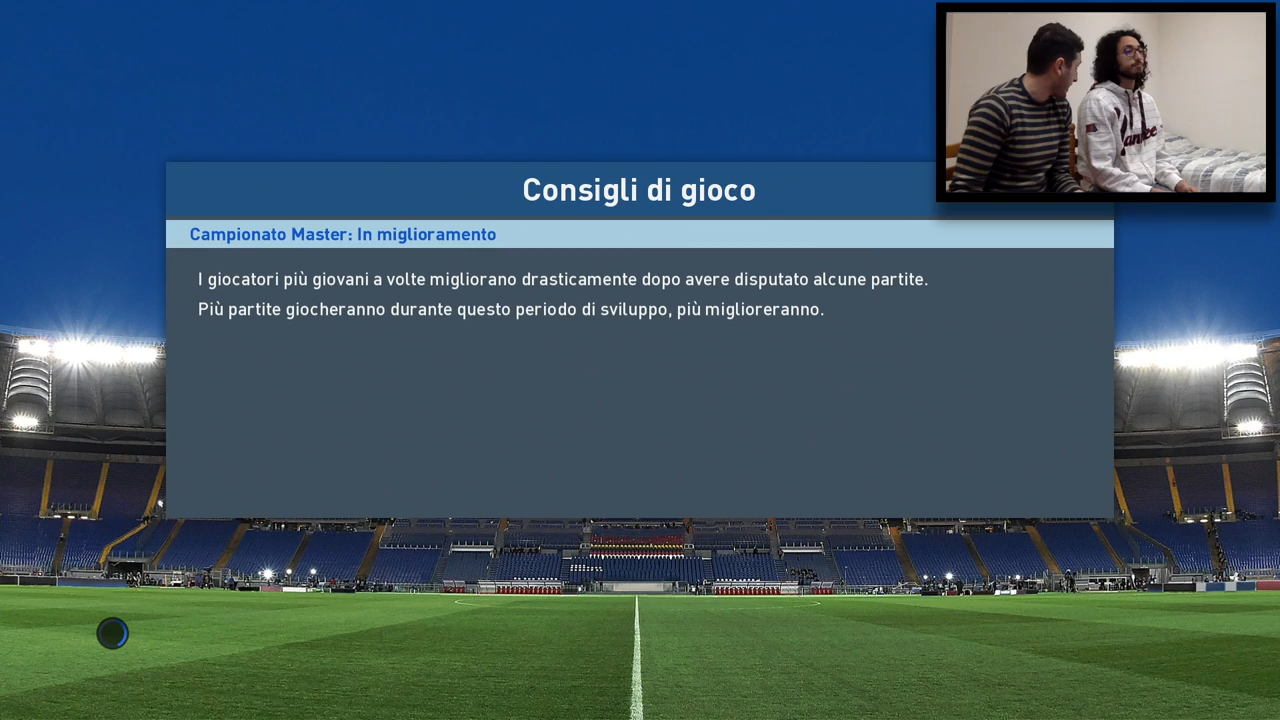 Consigli di gioco
Campionato Master: In miglioramento
I giocatori più giovani a volte migliorano drasticamente dopo avere disputato alcune partite.
Più partite giocheranno durante questo periodo di sviluppo, più miglioreranno.